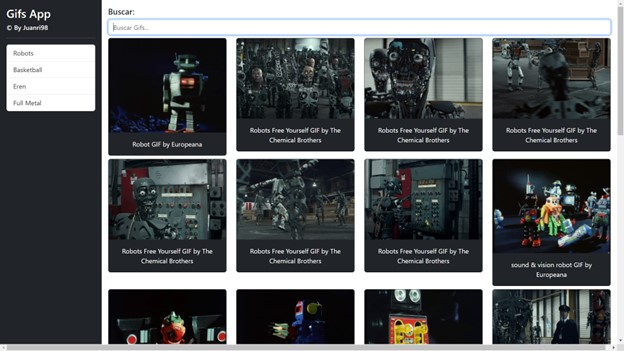 Gifs App
© By Juanri98
Robots
Basketball
Eren
Full Metal
Buscar:
Buscar Gifs...
Robot GIF by Europeana
Robots Free Yourself GIF by The
Chemical Brothers
Robots Free Yourself GIF by The
Chemical Brothers
Robots Free Yourself GIF by The
Chemical Brothers
Robots Free Yourself GIF by The
Chemical Brothers
Robots Free Yourself GIF by The
Chemical Brothers
Robots Free Yourself GIF by The
Chemical Brothers
sound & vision robot GIF by
Europeana